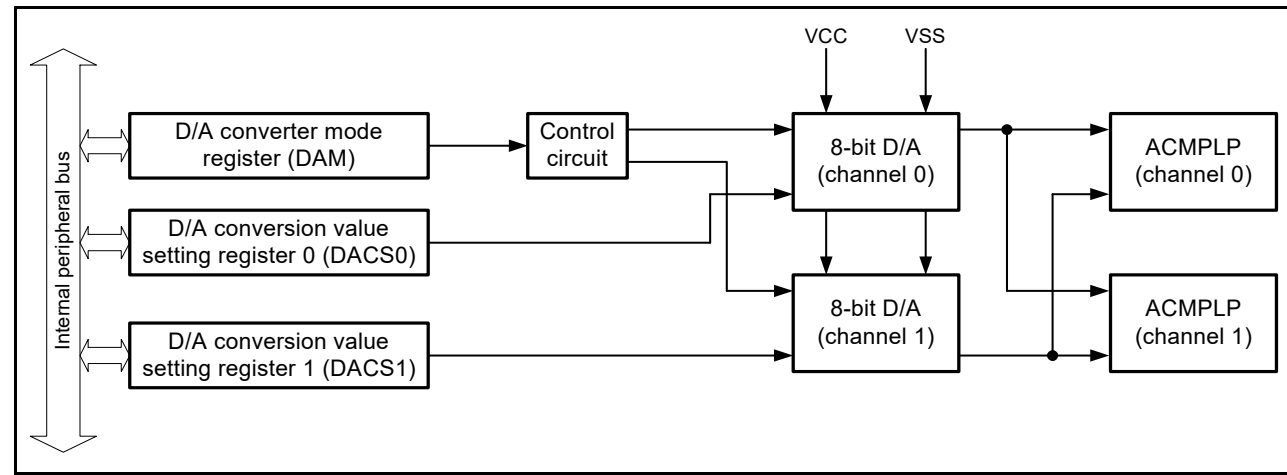 VCC
VSS
Internal peripheral bus
D/A converter mode
register (DAM)
Control
circuit
8-bit D/A
(channel 0)
ACMPLP
(channel 0)
D/A conversion value
setting register 0 (DACS0)
D/A conversion value
setting register 1 (DACS1)
8-bit D/A
(channel 1)
ACMPLP
(channel 1)